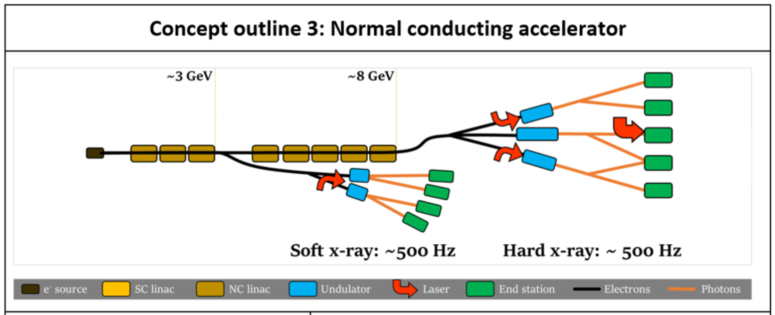 Concept outline 3: Normal conducting accelerator
~3 GeV
~8 GeV
Soft x-ray: ~500 Hz
Hard x-ray: ~ 500 Hz
e⁻ source
SC linac
NC linac
Undulator
Laser
End station
Electrons
Photons